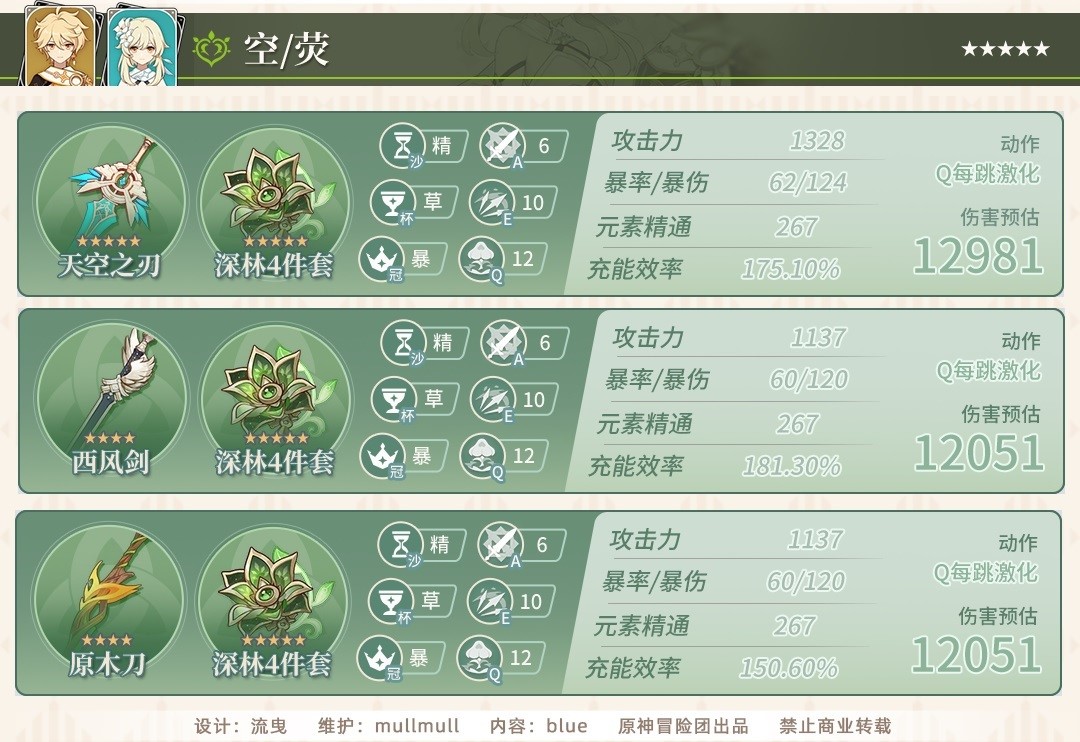 空/荧
★★★★★
天空之刃
★★★★★
深林4件套
★★★★★
沙 精
A 6
杯 草
E 10
冠 暴
Q 12
攻击力 1328
暴率/暴伤 62/124
元素精通 267
充能效率 175.10%
动作
Q每跳激化
伤害预估
12981
西风剑
★★★★
深林4件套
★★★★★
沙 精
A 6
杯 草
E 10
冠 暴
Q 12
攻击力 1137
暴率/暴伤 60/120
元素精通 267
充能效率 181.30%
动作
Q每跳激化
伤害预估
12051
原木刀
★★★★
深林4件套
★★★★★
沙 精
A 6
杯 草
E 10
冠 暴
Q 12
攻击力 1137
暴率/暴伤 60/120
元素精通 267
充能效率 150.60%
动作
Q每跳激化
伤害预估
12051
设计：流曳 维护：mullmull 内容：blue 原神冒险团出品 禁止商业转载